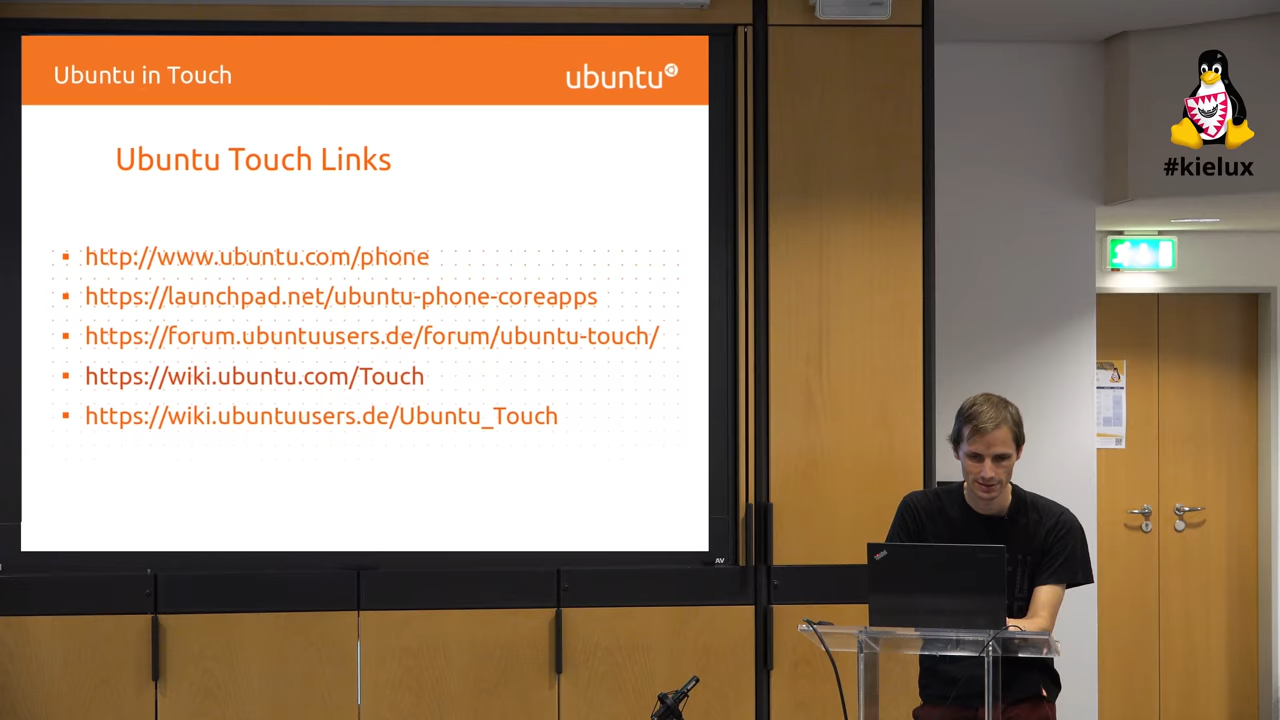 Ubuntu in Touch
ubuntu
Ubuntu Touch Links
http://www.ubuntu.com/phone
https://launchpad.net/ubuntu-phone-coreapps
https://forum.ubuntuusers.de/forum/ubuntu-touch/
https://wiki.ubuntu.com/Touch
https://wiki.ubuntuusers.de/Ubuntu_Touch
#kielux
AV